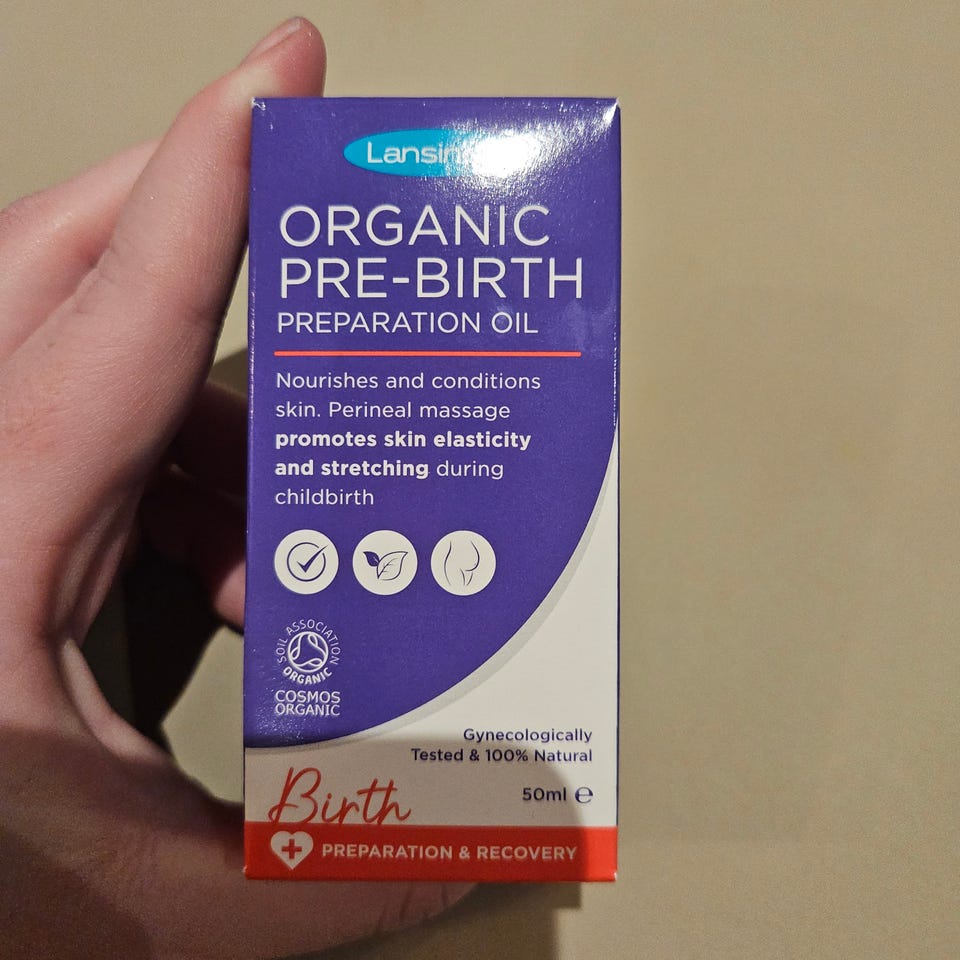 Lansin
ORGANIC
PRE-BIRTH
PREPARATION OIL
Nourishes and conditions
skin. Perineal massage
promotes skin elasticity
and stretching during
childbirth
SOIL ASSOCIATION
ORGANIC
COSMOS
ORGANIC
Gynecologically
Tested & 100% Natural
50ml ℮
Birth
PREPARATION & RECOVERY